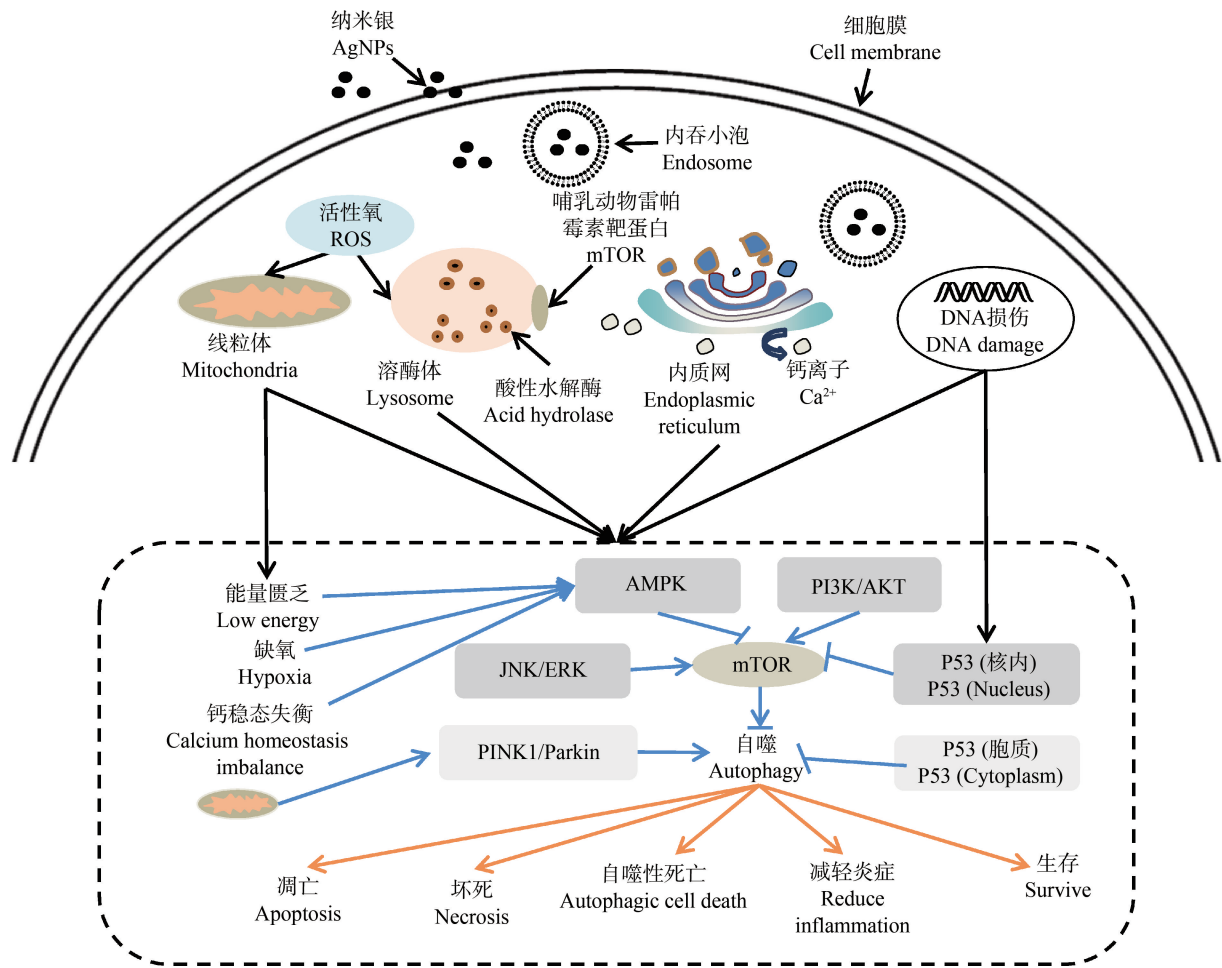 纳米银
AgNPs
细胞膜
Cell membrane
内吞小泡
Endosome
活性氧
ROS
哺乳动物雷帕
霉素靶蛋白
mTOR
线粒体
Mitochondria
溶酶体
Lysosome
酸性水解酶
Acid hydrolase
内质网
Endoplasmic
reticulum
钙离子
Ca²⁺
DNA损伤
DNA damage
能量匮乏
Low energy
缺氧
Hypoxia
钙稳态失衡
Calcium homeostasis
imbalance
AMPK
PI3K/AKT
JNK/ERK
mTOR
P53 (核内)
P53 (Nucleus)
PINK1/Parkin
自噬
Autophagy
P53 (胞质)
P53 (Cytoplasm)
凋亡
Apoptosis
坏死
Necrosis
自噬性死亡
Autophagic cell death
减轻炎症
Reduce
inflammation
生存
Survive